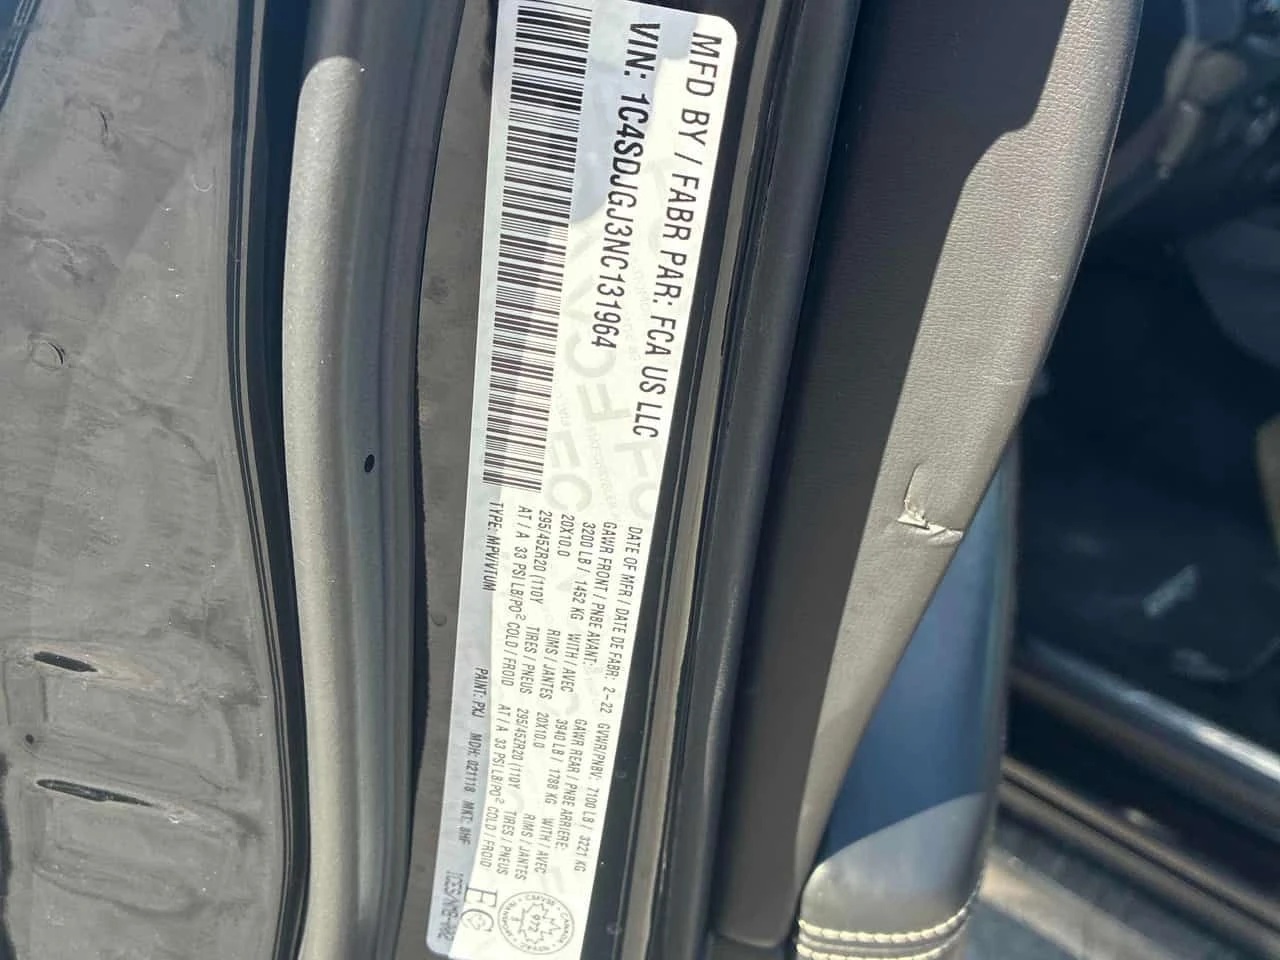 MFD BY / FABR PAR: FCA US LLC
VIN: 1C4SDJGJ3NC131964
DATE OF MFR / DATE DE FABR: 2-22 GVWR/PNBV: 7100 LB / 3221 KG
GAWR FRONT / PNBE AVANT: GAWR REAR / PNBE ARRIERE:
3200 LB / 1452 KG WITH / AVEC 3940 LB / 1788 KG WITH / AVEC
20X10.0 RIMS / JANTES 20X10.0 RIMS / JANTES
295/45ZR20 (110Y TIRES / PNEUS 295/45ZR20 (110Y TIRES / PNEUS
AT / A 33 PSI LB/PO² COLD / FROID AT / A 33 PSI LB/PO² COLD / FROID
TYPE: MPV/VTUM PAINT: PXJ MDH: 021118 MKT: BHF